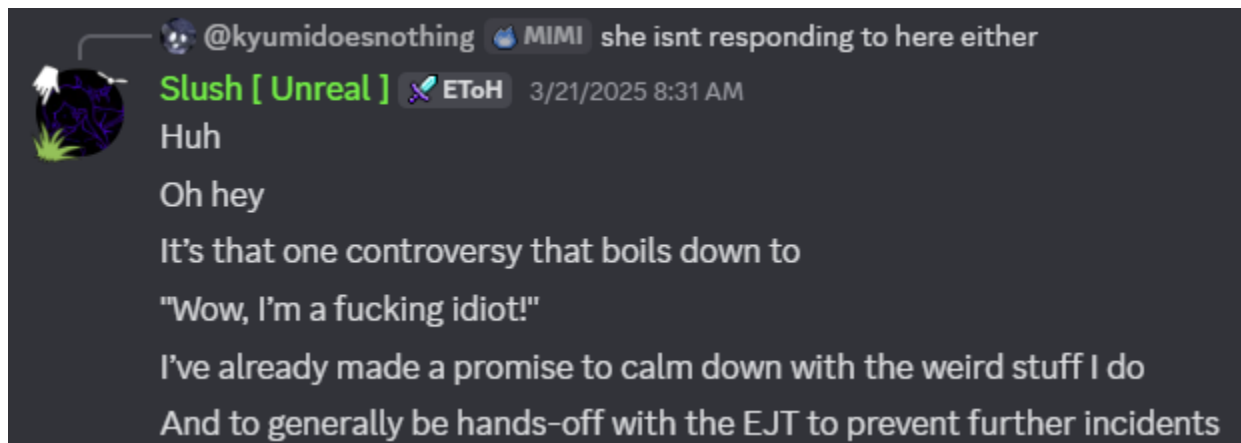 @kyumidoesnothing MIMI she isnt responding to here either
Slush [ Unreal ] EToH 3/21/2025 8:31 AM
Huh
Oh hey
It's that one controversy that boils down to
"Wow, I'm a fucking idiot!"
I've already made a promise to calm down with the weird stuff I do
And to generally be hands-off with the EJT to prevent further incidents